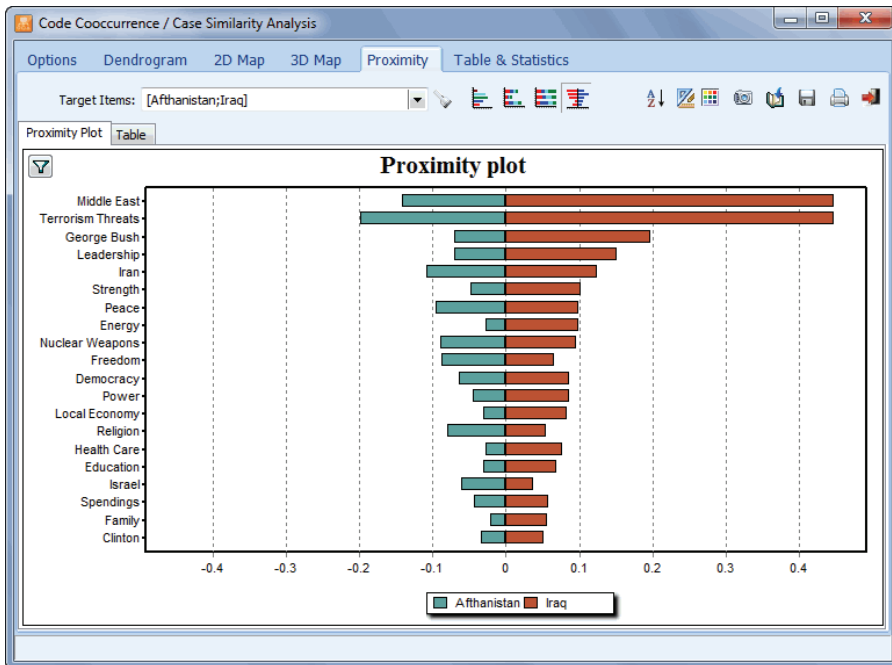 Code Cooccurrence / Case Similarity Analysis
Options Dendrogram 2D Map 3D Map Proximity Table & Statistics
Target Items: [Afthanistan;Iraq]
A
Z
Proximity Plot Table
Proximity plot
Middle East
Terrorism Threats
George Bush
Leadership
Iran
Strength
Peace
Energy
Nuclear Weapons
Freedom
Democracy
Power
Local Economy
Religion
Health Care
Education
Israel
Spendings
Family
Clinton
-0.4 -0.3 -0.2 -0.1 0 0.1 0.2 0.3 0.4
Afthanistan Iraq